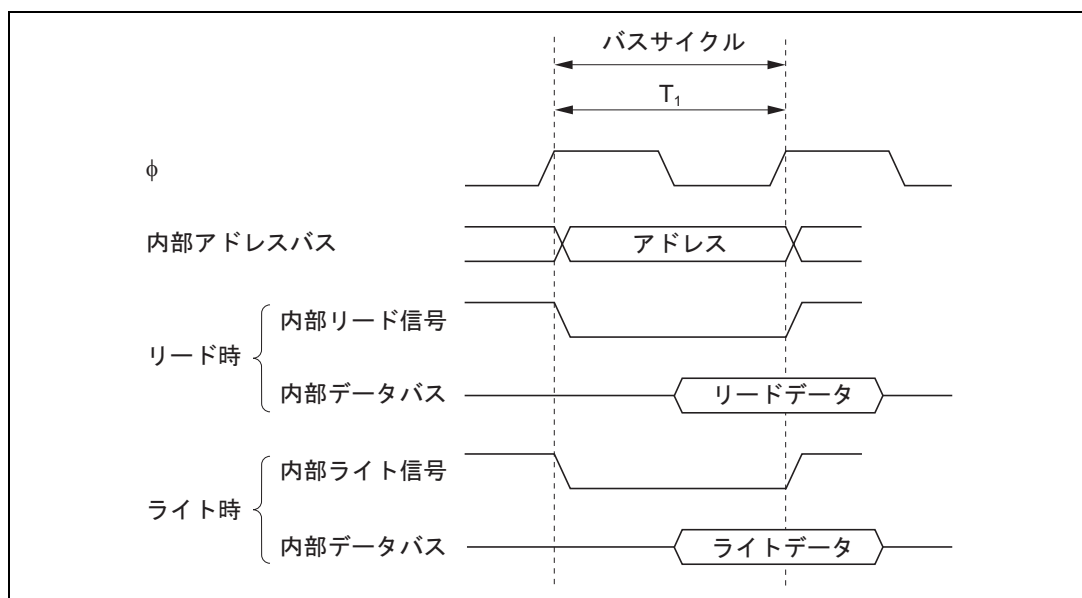 バスサイクル
T₁
φ
内部アドレスバス
アドレス
リード時
内部リード信号
内部データバス
リードデータ
ライト時
内部ライト信号
内部データバス
ライトデータ